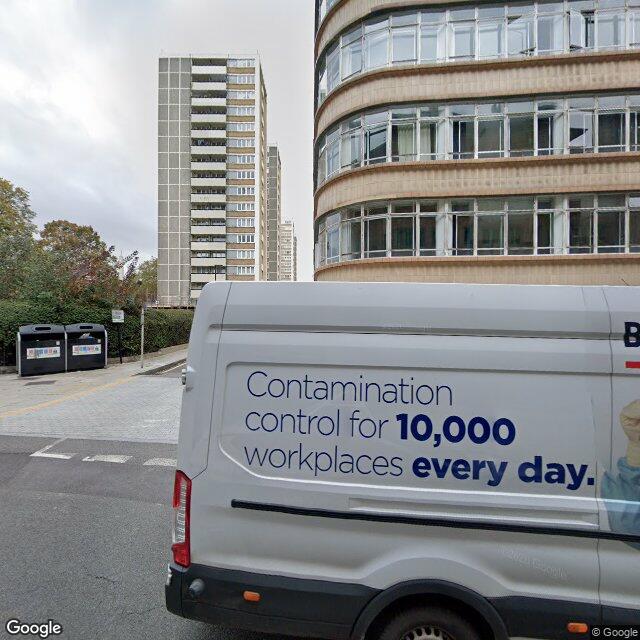 Contamination
control for 10,000
workplaces every day.
B
Google
© Google